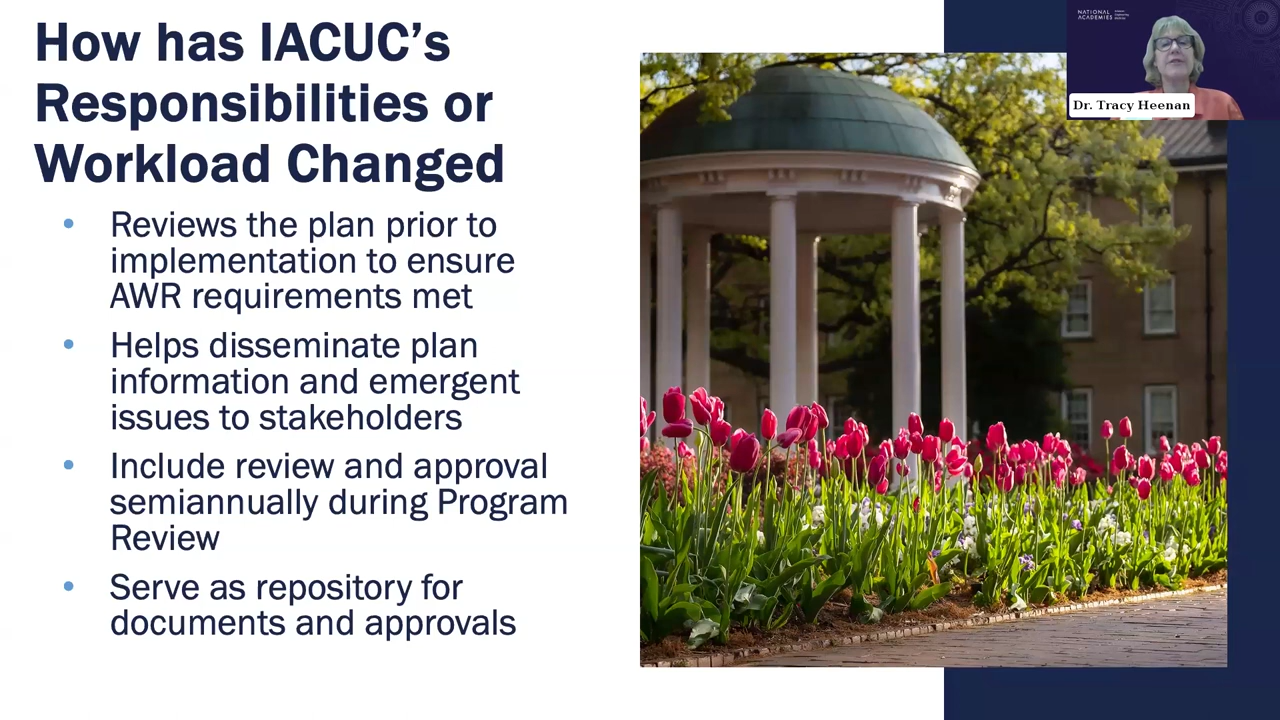 How has IACUC's
Responsibilities or
Workload Changed
• Reviews the plan prior to
implementation to ensure
AWR requirements met
• Helps disseminate plan
information and emergent
issues to stakeholders
• Include review and approval
semiannually during Program
Review
• Serve as repository for
documents and approvals
NATIONAL
ACADEMIES
Dr. Tracy Heenan